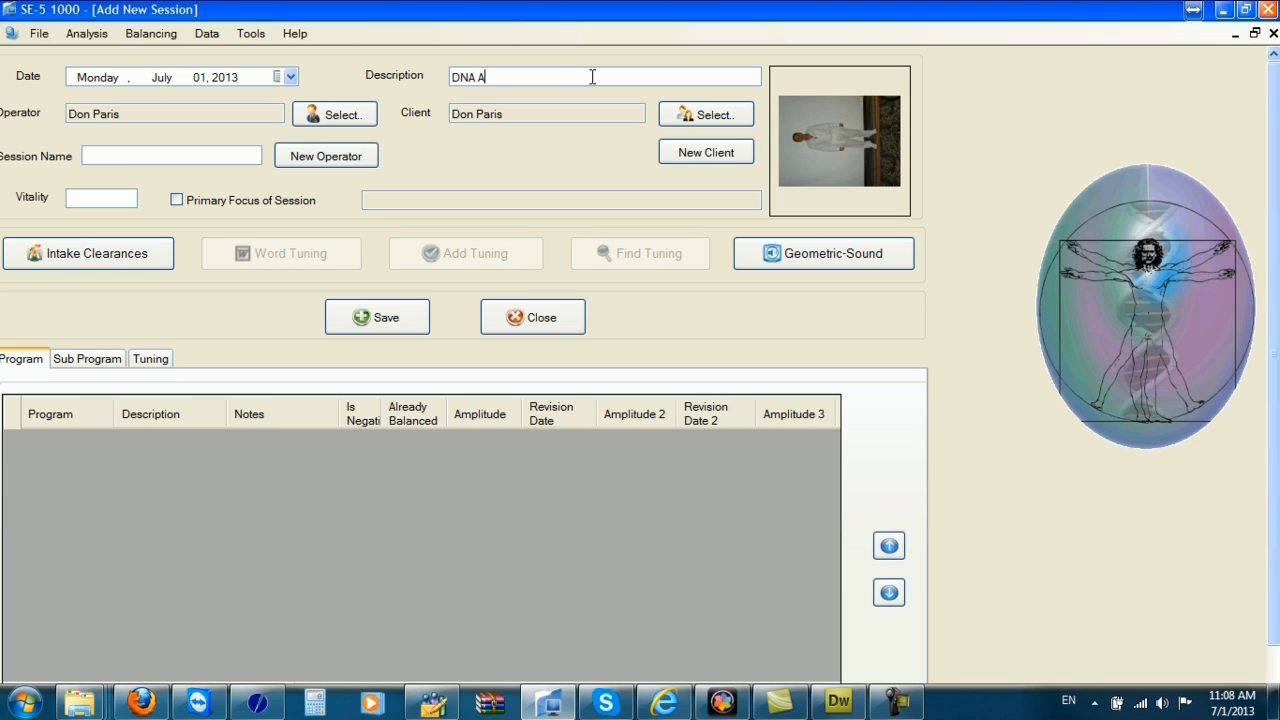 SE-5 1000 - [Add New Session]
File Analysis Balancing Data Tools Help
Date Monday , July 01, 2013 Description DNA A
Operator Don Paris Select.. Client Don Paris Select..
Session Name New Operator New Client
Vitality Primary Focus of Session
Intake Clearances Word Tuning Add Tuning Find Tuning Geometric-Sound
Save Close
Program Sub Program Tuning
Program Description Notes Is Negati Already Balanced Amplitude Revision Date Amplitude 2 Revision Date 2 Amplitude 3
Dw EN 11:08 AM
7/1/2013